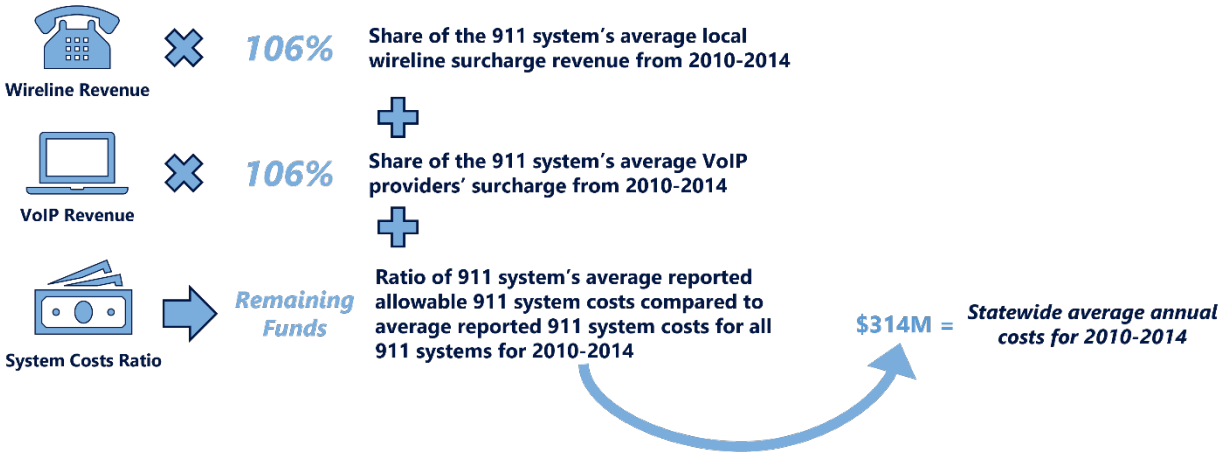 Wireline Revenue
106%
Share of the 911 system's average local
wireline surcharge revenue from 2010-2014
VoIP Revenue
106%
Share of the 911 system's average VoIP
providers' surcharge from 2010-2014
System Costs Ratio
Remaining
Funds
Ratio of 911 system's average reported
allowable 911 system costs compared to
average reported 911 system costs for all
911 systems for 2010-2014
$314M =
Statewide average annual
costs for 2010-2014